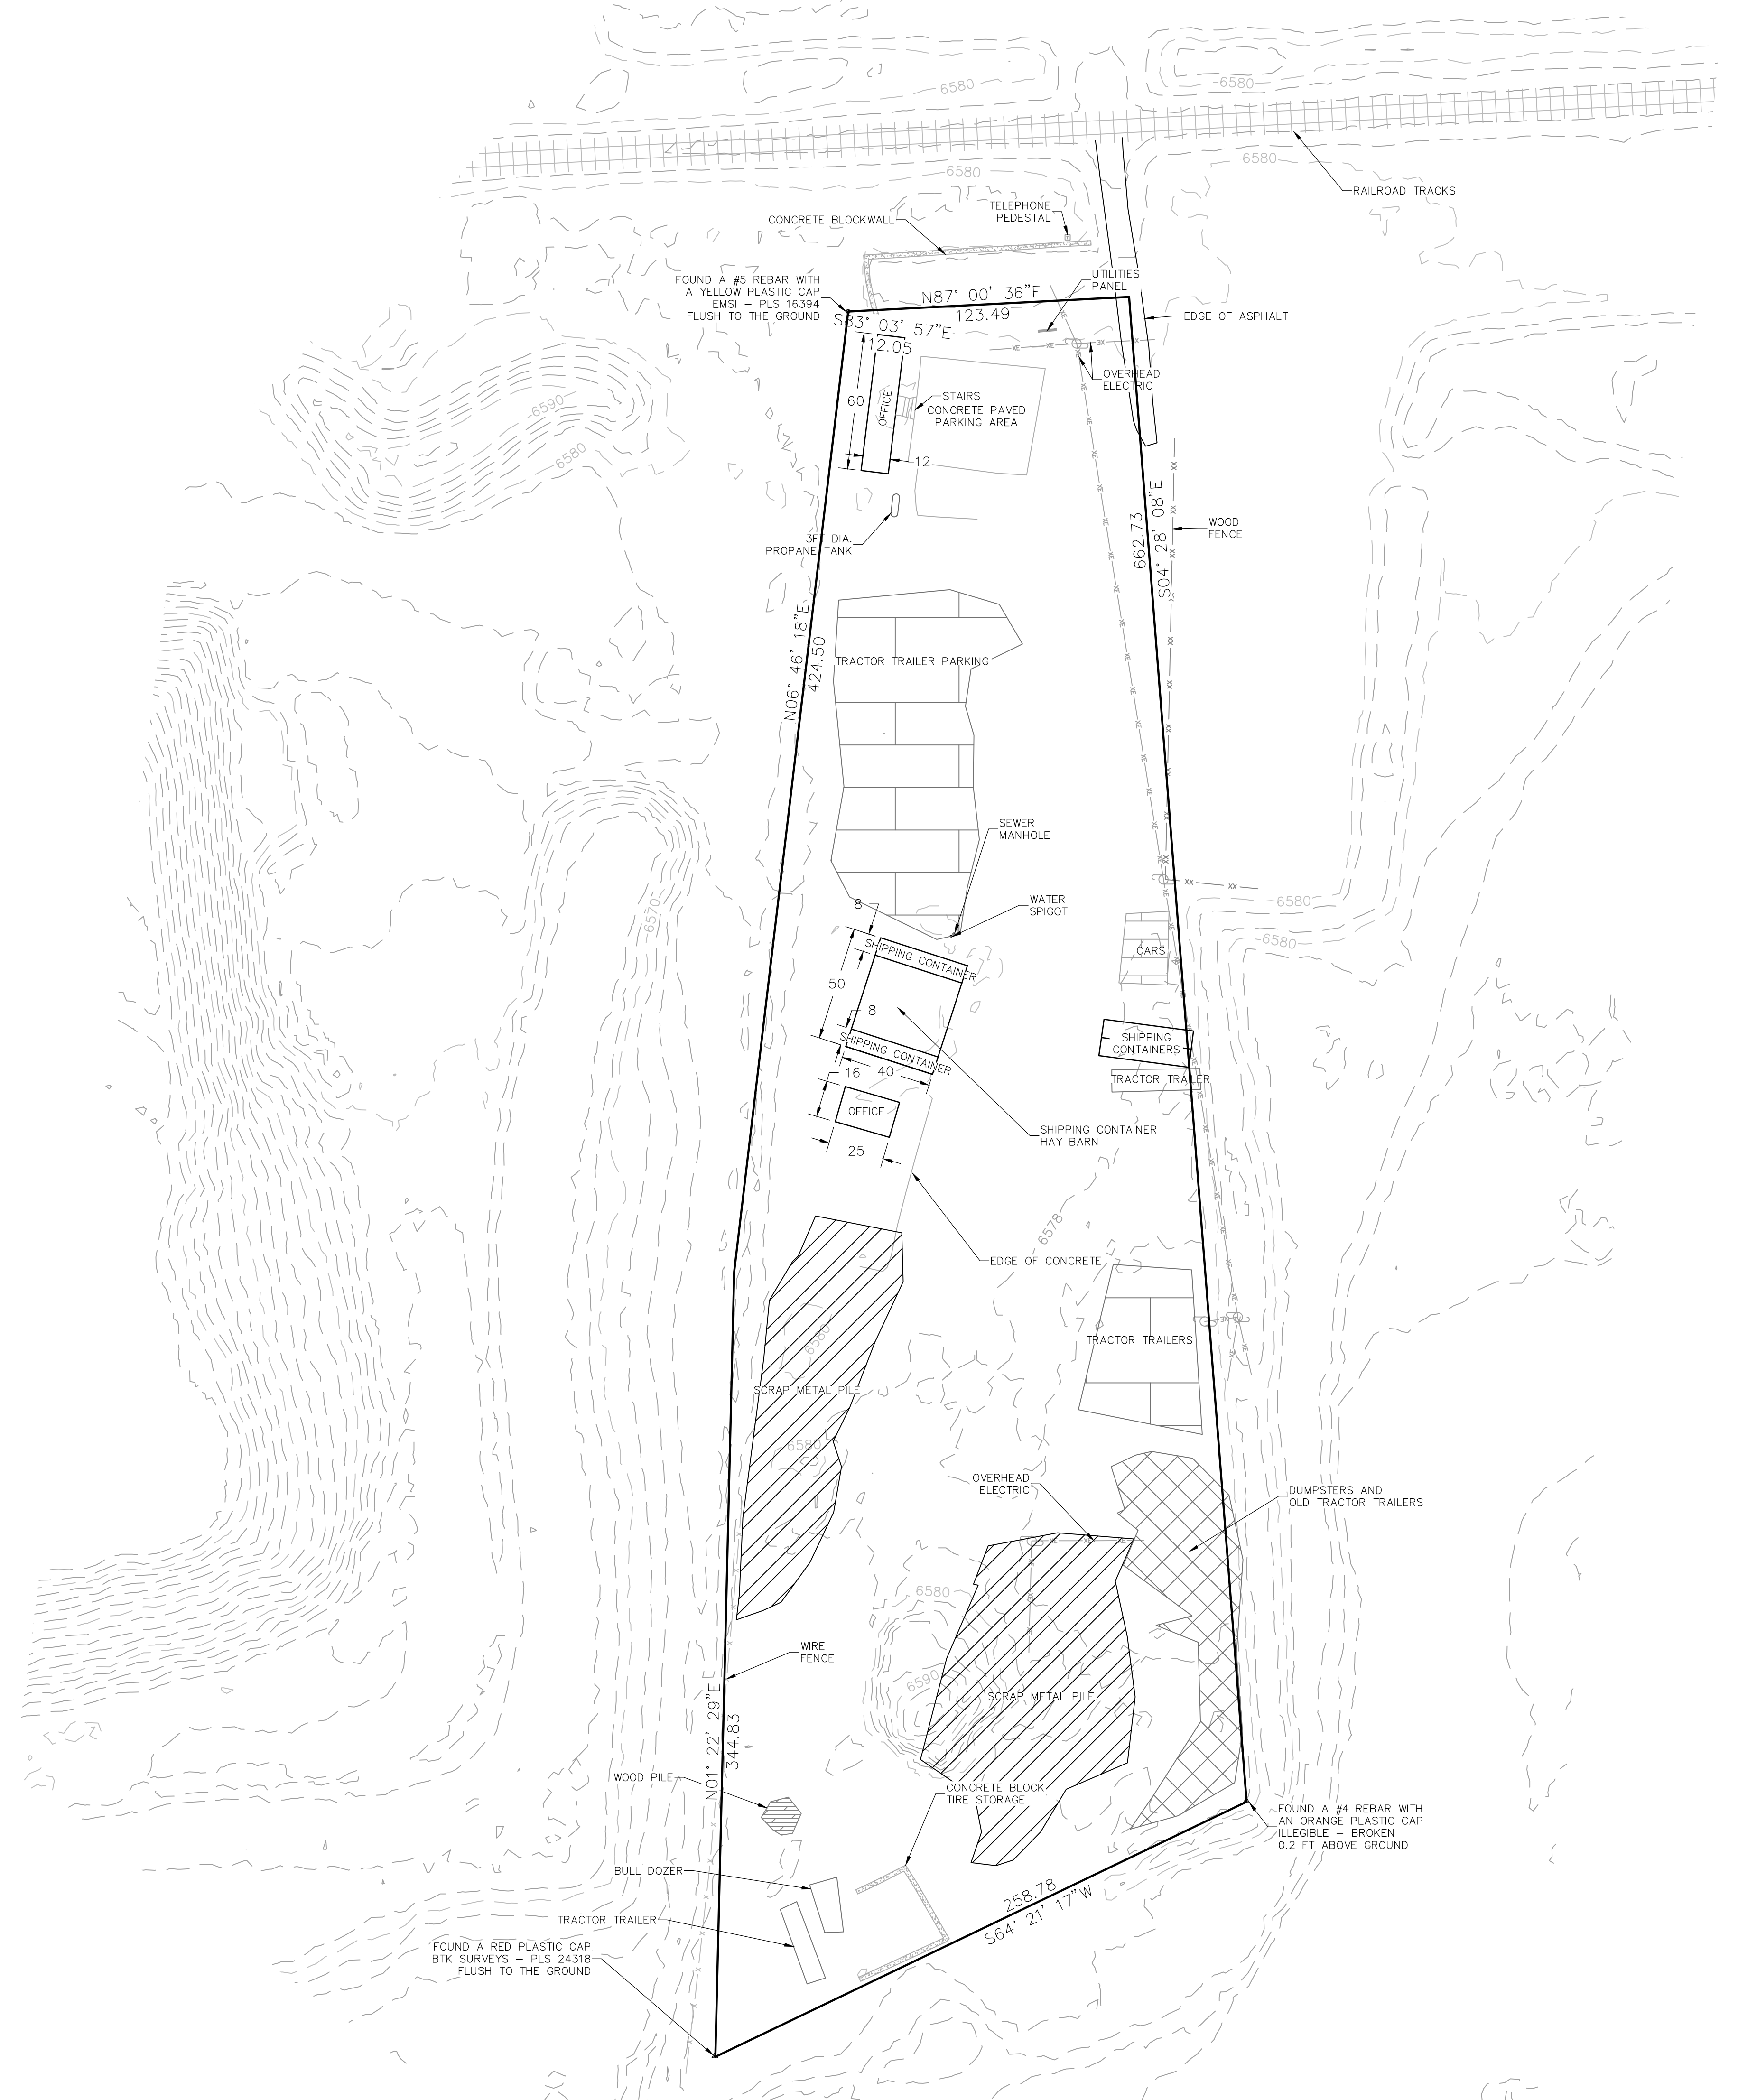 6580
6580
6580
6580
RAILROAD TRACKS
TELEPHONE
PEDESTAL
CONCRETE BLOCKWALL
UTILITIES
PANEL
FOUND A #5 REBAR WITH
A YELLOW PLASTIC CAP
EMSI – PLS 16394
FLUSH TO THE GROUND
N87° 00' 36"E
123.49
S83° 03' 57"E
12.05
EDGE OF ASPHALT
XE
XE
3X
3X
OVERHEAD
ELECTRIC
60
OFFICE
STAIRS
CONCRETE PAVED
PARKING AREA
12
6590
6580
3FT DIA.
PROPANE TANK
662.73
S04° 28' 08"E
WOOD
FENCE
N06° 46' 18"E
424.50
TRACTOR TRAILER PARKING
SEWER
MANHOLE
WATER
SPIGOT
6570
XX
XX
6580
6580
8
SHIPPING CONTAINER
50
8
CARS
SHIPPING CONTAINER
SHIPPING
CONTAINERS
16
40
TRACTOR TRAILER
OFFICE
25
SHIPPING CONTAINER
HAY BARN
6578
EDGE OF CONCRETE
TRACTOR TRAILERS
6580
SCRAP METAL PILE
6580
OVERHEAD
ELECTRIC
DUMPSTERS AND
OLD TRACTOR TRAILERS
6580
WIRE
FENCE
6590
SCRAP METAL PILE
N01° 22' 29"E
344.83
WOOD PILE
CONCRETE BLOCK
TIRE STORAGE
FOUND A #4 REBAR WITH
AN ORANGE PLASTIC CAP
ILLEGIBLE – BROKEN
0.2 FT ABOVE GROUND
BULL DOZER
258.78
S64° 21' 17"W
TRACTOR TRAILER
FOUND A RED PLASTIC CAP
BTK SURVEYS – PLS 24318
FLUSH TO THE GROUND